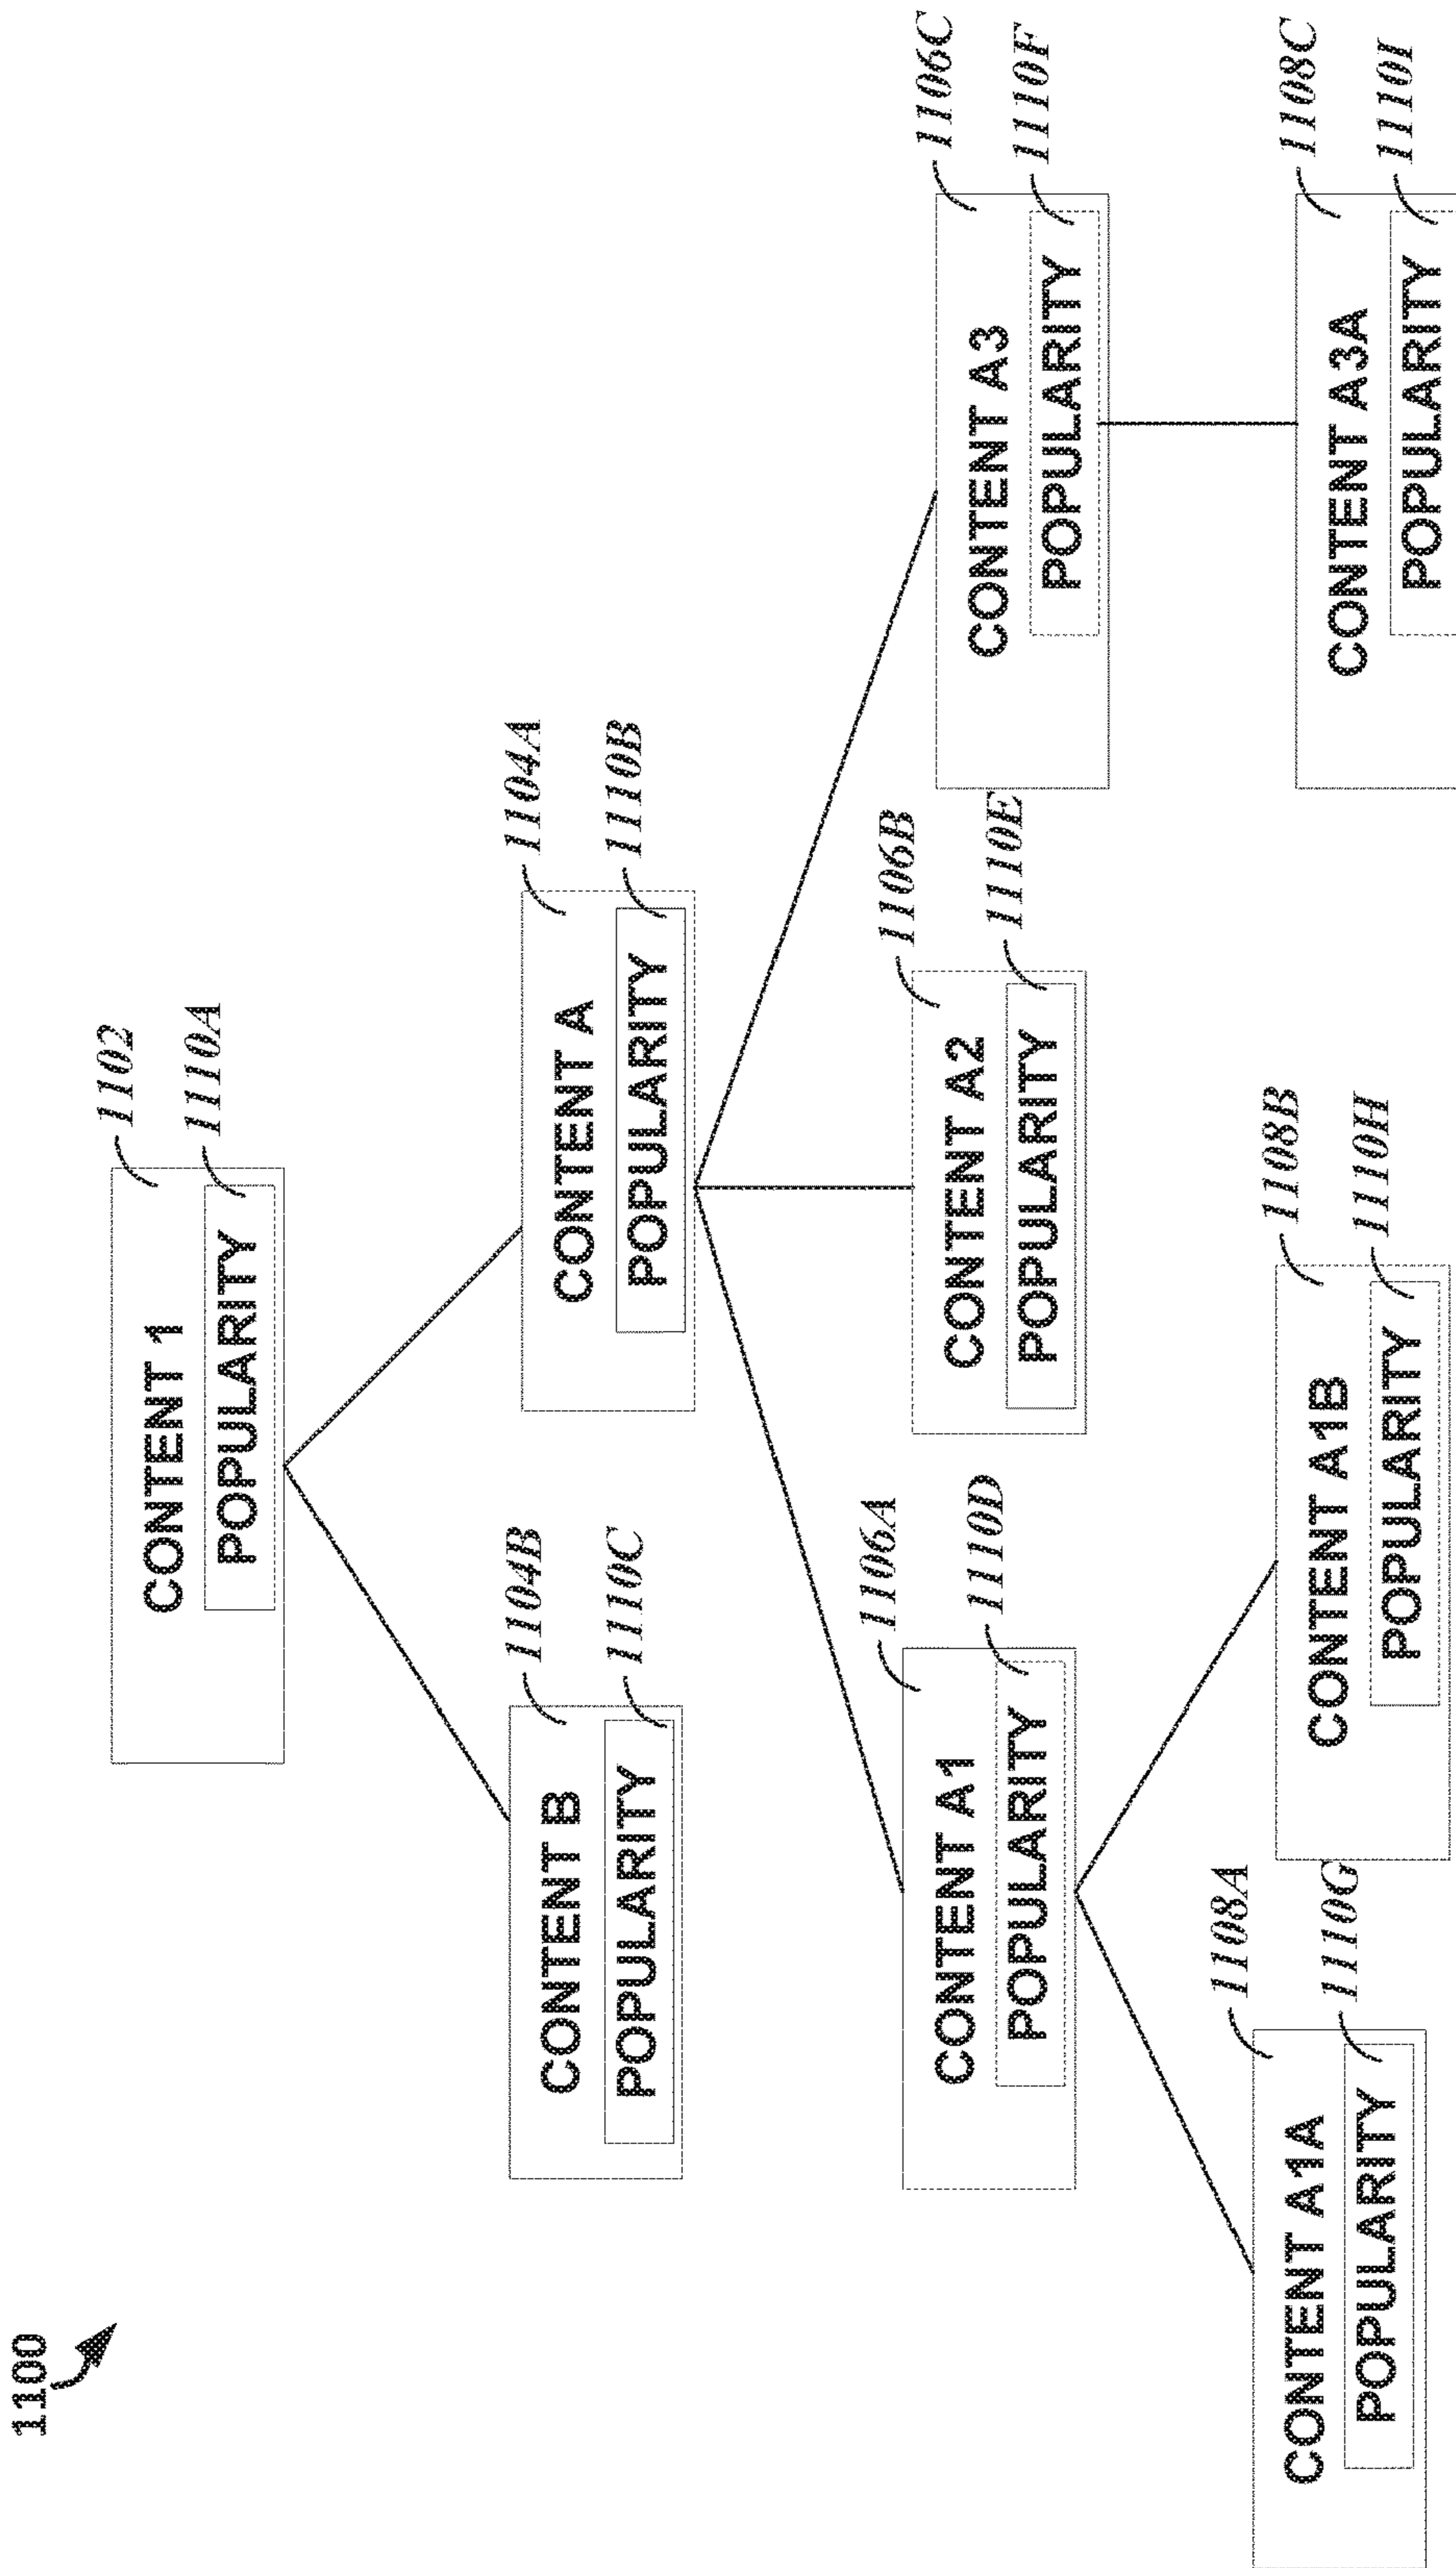 1100
1102
CONTENT 1
1110A
POPULARITY
1104B
CONTENT B
1110C
POPULARITY
1104A
CONTENT A
1110B
POPULARITY
1106A
CONTENT A1
1110D
POPULARITY
1106B
CONTENT A2
1110E
POPULARITY
1106C
CONTENT A3
1110F
POPULARITY
1108A
CONTENT A1A
1110G
POPULARITY
1108B
CONTENT A1B
1110H
POPULARITY
1108C
CONTENT A3A
1110I
POPULARITY